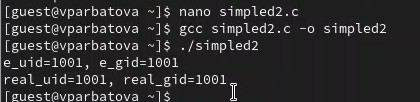 [guest@vparbatova ~]$ nano simpled2.c
[guest@vparbatova ~]$ gcc simpled2.c -o simpled2
[guest@vparbatova ~]$ ./simpled2
e_uid=1001, e_gid=1001
real_uid=1001, real_gid=1001
[guest@vparbatova ~]$